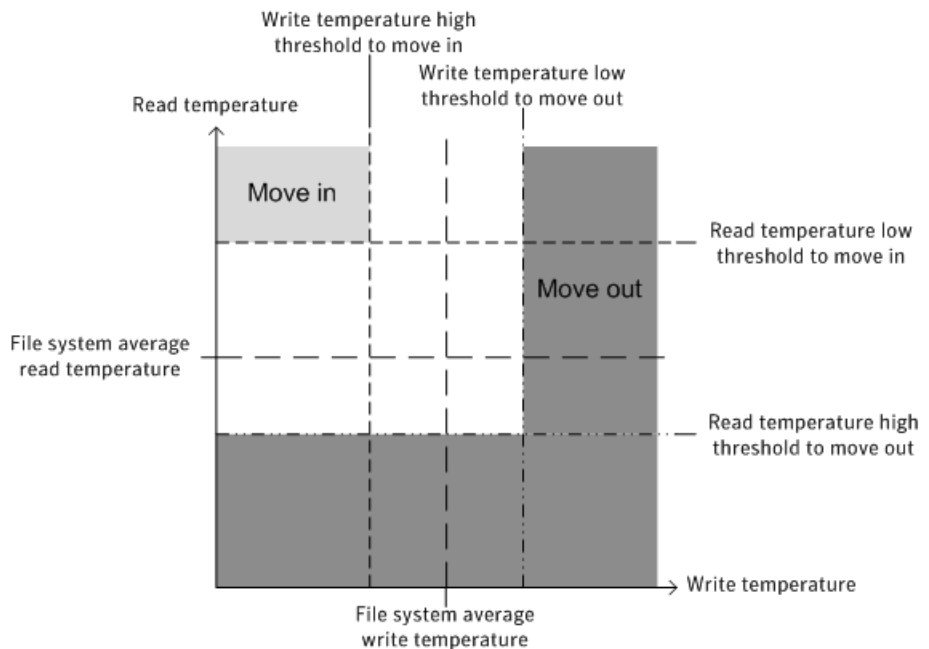 Write temperature high
threshold to move in
Write temperature low
threshold to move out
Read temperature
Move in
Read temperature low
threshold to move in
Move out
File system average
read temperature
Read temperature high
threshold to move out
Write temperature
File system average
write temperature